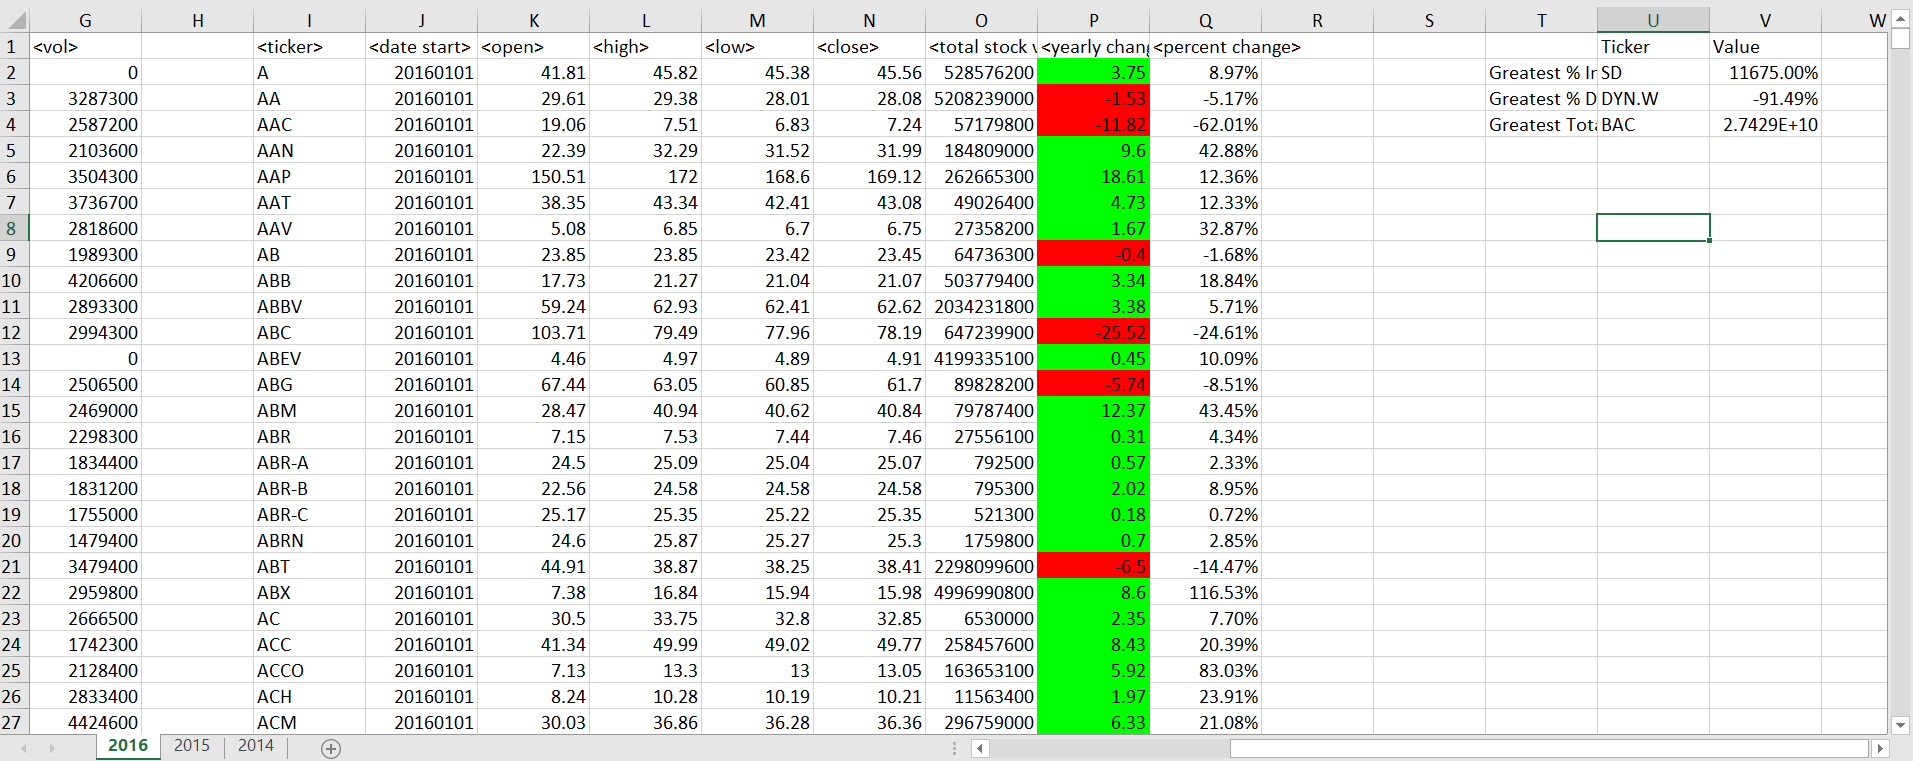 G H I J K L M N O P Q R S T U V W
1 <vol> <ticker> <date start> <open> <high> <low> <close> <total stock v <yearly chang <percent change> Ticker Value
2 0 A 20160101 41.81 45.82 45.38 45.56 528576200 3.75 8.97% Greatest % In SD 11675.00%
3 3287300 AA 20160101 29.61 29.38 28.01 28.08 5208239000 -1.53 -5.17% Greatest % D DYN.W -91.49%
4 2587200 AAC 20160101 19.06 7.51 6.83 7.24 57179800 -11.82 -62.01% Greatest Tota BAC 2.7429E+10
5 2103600 AAN 20160101 22.39 32.29 31.52 31.99 184809000 9.6 42.88%
6 3504300 AAP 20160101 150.51 172 168.6 169.12 262665300 18.61 12.36%
7 3736700 AAT 20160101 38.35 43.34 42.41 43.08 49026400 4.73 12.33%
8 2818600 AAV 20160101 5.08 6.85 6.7 6.75 27358200 1.67 32.87%
9 1989300 AB 20160101 23.85 23.85 23.42 23.45 64736300 -0.4 -1.68%
10 4206600 ABB 20160101 17.73 21.27 21.04 21.07 503779400 3.34 18.84%
11 2893300 ABBV 20160101 59.24 62.93 62.41 62.62 2034231800 3.38 5.71%
12 2994300 ABC 20160101 103.71 79.49 77.96 78.19 647239900 -25.52 -24.61%
13 0 ABEV 20160101 4.46 4.97 4.89 4.91 4199335100 0.45 10.09%
14 2506500 ABG 20160101 67.44 63.05 60.85 61.7 89828200 -5.74 -8.51%
15 2469000 ABM 20160101 28.47 40.94 40.62 40.84 79787400 12.37 43.45%
16 2298300 ABR 20160101 7.15 7.53 7.44 7.46 27556100 0.31 4.34%
17 1834400 ABR-A 20160101 24.5 25.09 25.04 25.07 792500 0.57 2.33%
18 1831200 ABR-B 20160101 22.56 24.58 24.58 24.58 795300 2.02 8.95%
19 1755000 ABR-C 20160101 25.17 25.35 25.22 25.35 521300 0.18 0.72%
20 1479400 ABRN 20160101 24.6 25.87 25.27 25.3 1759800 0.7 2.85%
21 3479400 ABT 20160101 44.91 38.87 38.25 38.41 2298099600 -6.5 -14.47%
22 2959800 ABX 20160101 7.38 16.84 15.94 15.98 4996990800 8.6 116.53%
23 2666500 AC 20160101 30.5 33.75 32.8 32.85 6530000 2.35 7.70%
24 1742300 ACC 20160101 41.34 49.99 49.02 49.77 258457600 8.43 20.39%
25 2128400 ACCO 20160101 7.13 13.3 13 13.05 163653100 5.92 83.03%
26 2833400 ACH 20160101 8.24 10.28 10.19 10.21 11563400 1.97 23.91%
27 4424600 ACM 20160101 30.03 36.86 36.28 36.36 296759000 6.33 21.08%
2016 2015 2014